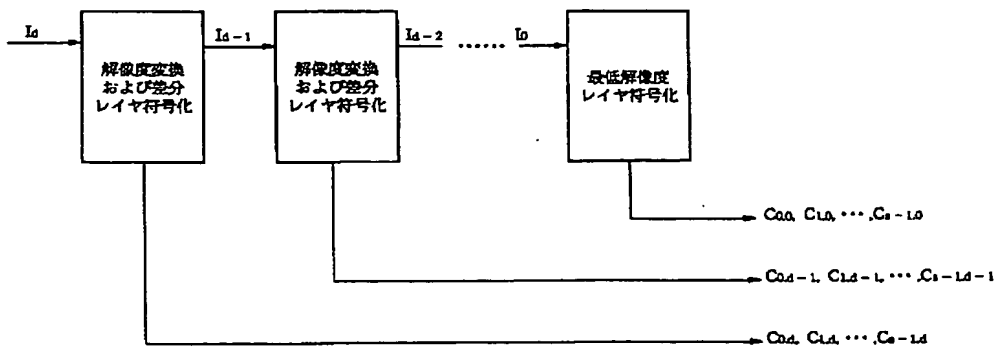 Id
Id-1
Id-2
……
I0
解像度変換
および差分
レイヤ符号化
解像度変換
および差分
レイヤ符号化
最低解像度
レイヤ符号化
C0,0, C1,0, …,Cs-1,0
C0,d-1, C1,d-1, …,Cs-1,d-1
C0,d, C1,d, …,Cs-1,d